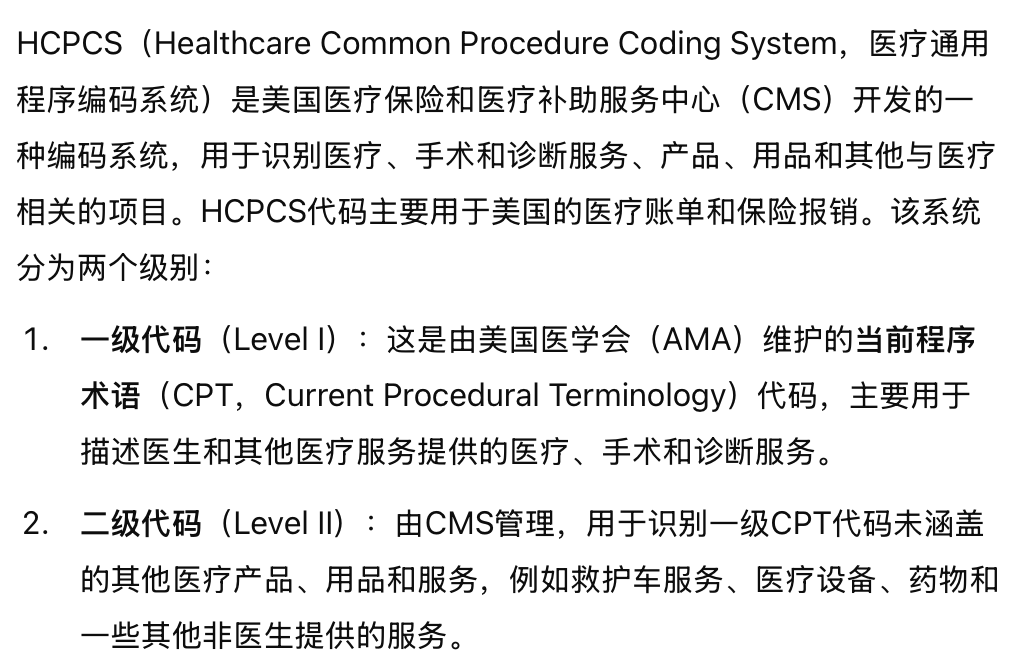 HCPCS（Healthcare Common Procedure Coding System，医疗通用
程序编码系统）是美国医疗保险和医疗补助服务中心（CMS）开发的一
种编码系统，用于识别医疗、手术和诊断服务、产品、用品和其他与医疗
相关的项目。HCPCS代码主要用于美国的医疗账单和保险报销。该系统
分为两个级别：
1. 一级代码（Level I）：这是由美国医学会（AMA）维护的当前程序
术语（CPT，Current Procedural Terminology）代码，主要用于
描述医生和其他医疗服务提供的医疗、手术和诊断服务。
2. 二级代码（Level II）：由CMS管理，用于识别一级CPT代码未涵盖
的其他医疗产品、用品和服务，例如救护车服务、医疗设备、药物和
一些其他非医生提供的服务。